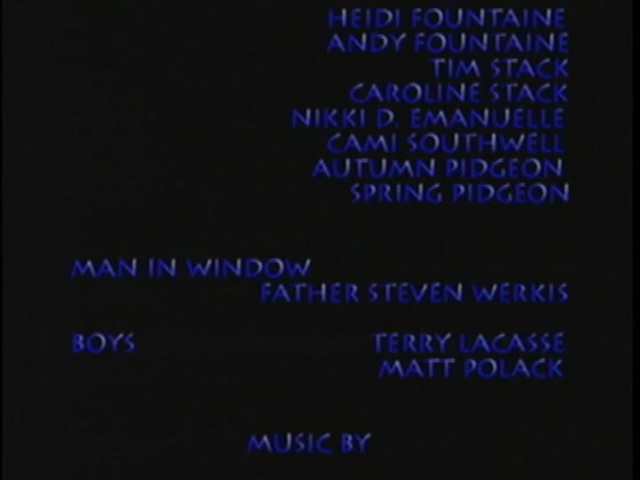 HEIDI FOUNTAINE
ANDY FOUNTAINE
TIM STACK
CAROLINE STACK
NIKKI D. EMANUELLE
CAMI SOUTHWELL
AUTUMN PIDGEON
SPRING PIDGEON
MAN IN WINDOW
FATHER STEVEN WERKIS
BOYS TERRY LACASSE
MATT POLACK
MUSIC BY